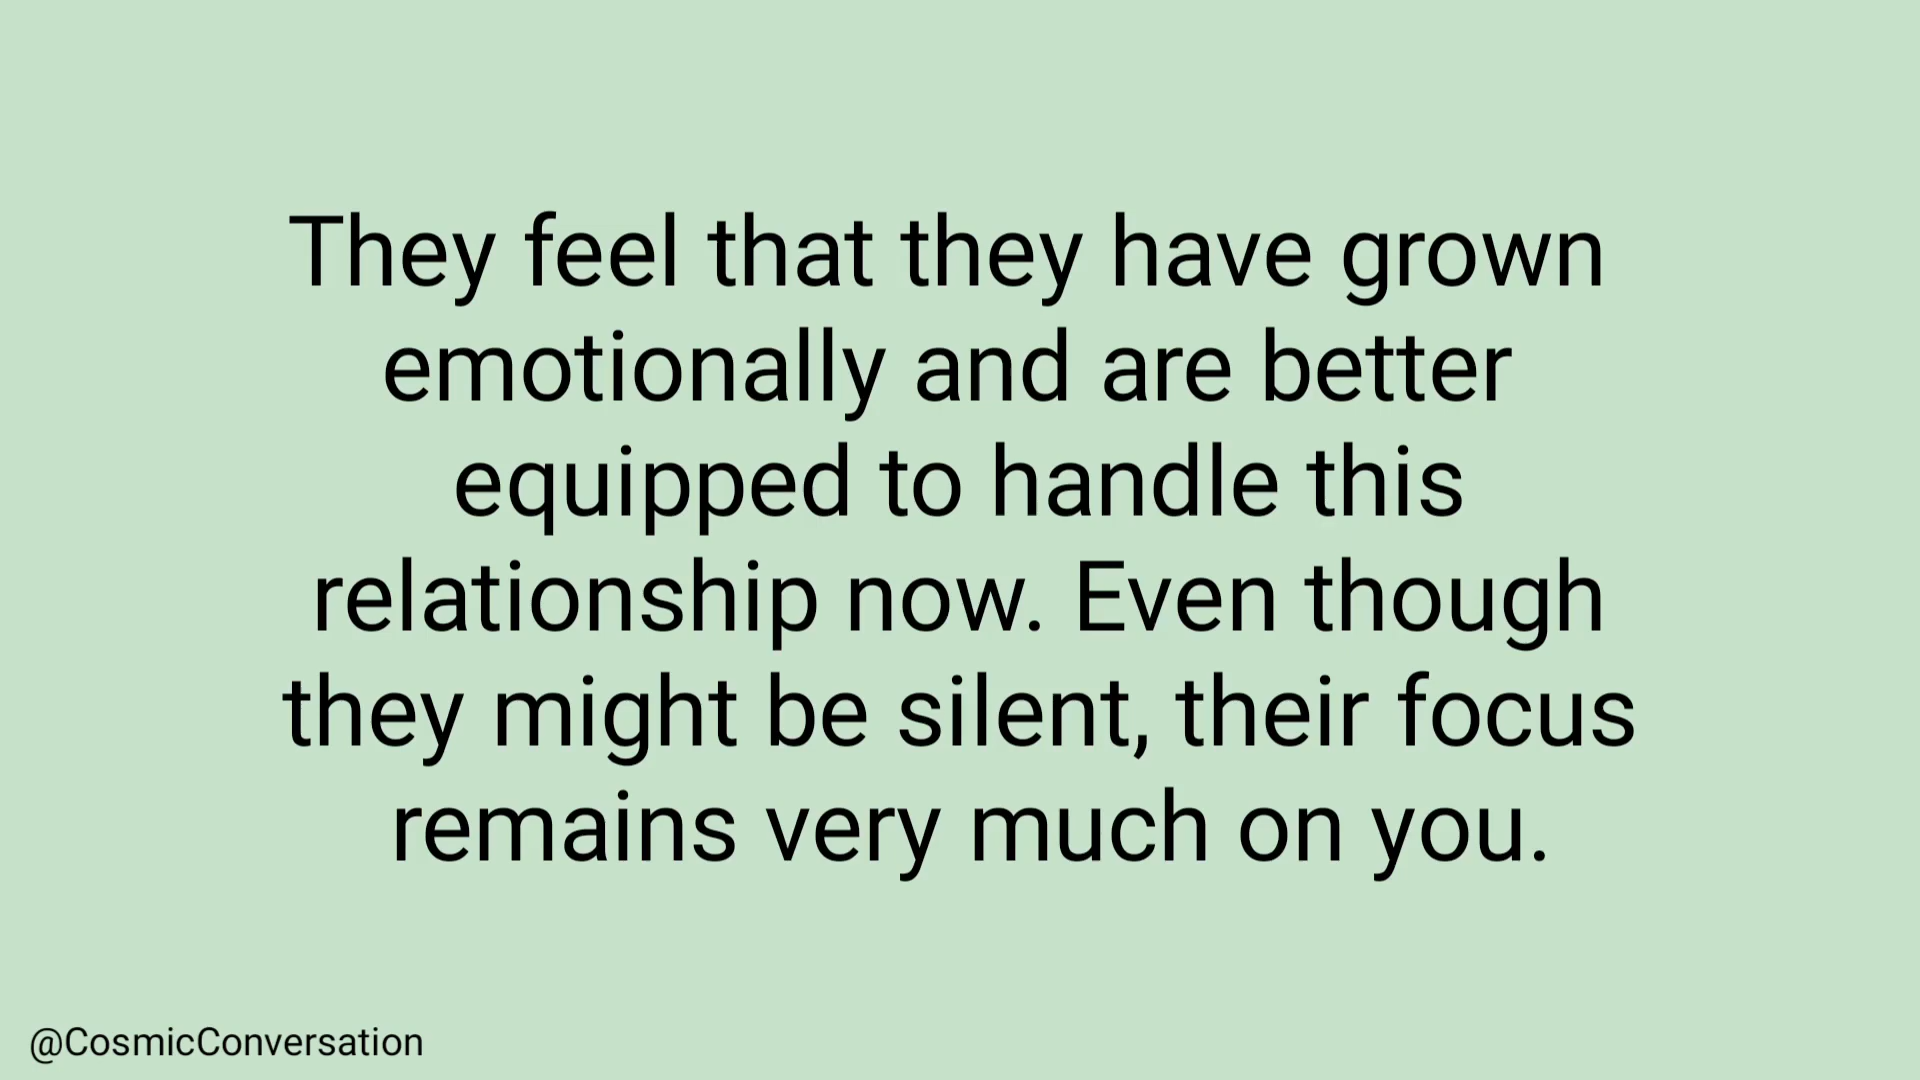 They feel that they have grown
emotionally and are better
equipped to handle this
relationship now. Even though
they might be silent, their focus
remains very much on you.
@CosmicConversation